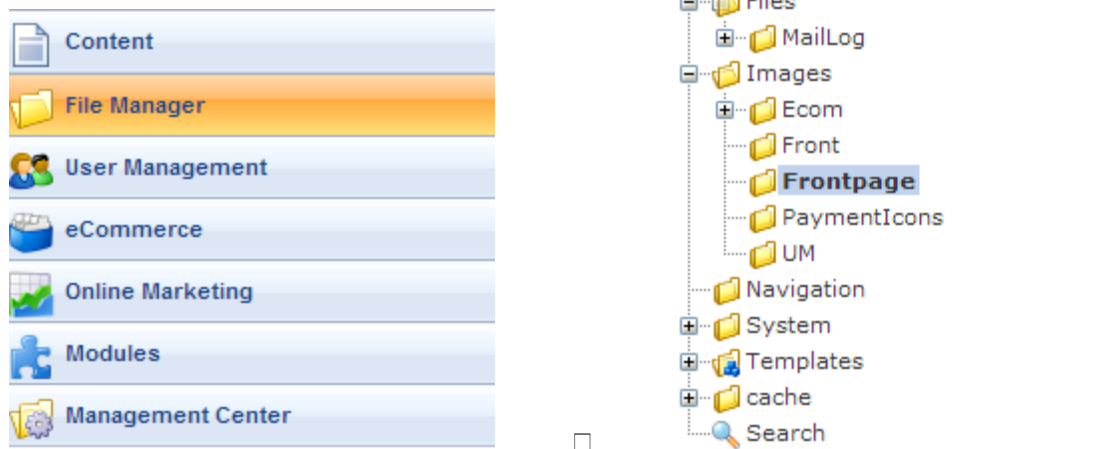 Content
File Manager
User Management
eCommerce
Online Marketing
Modules
Management Center
Files
MailLog
Images
Ecom
Front
Frontpage
PaymentIcons
UM
Navigation
System
Templates
cache
Search